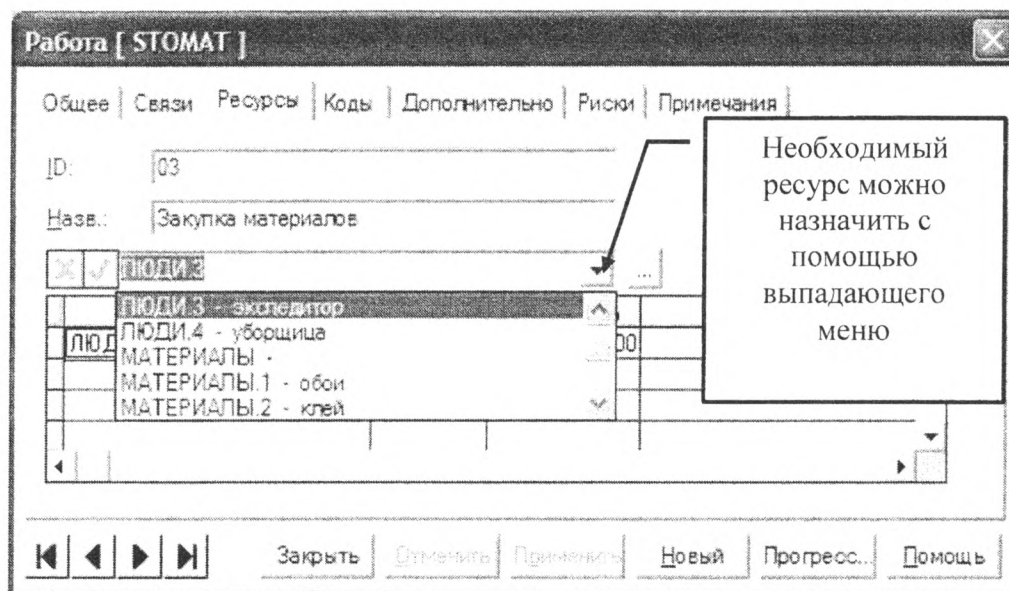 Работа [ STOMAT ]
Общее Связи Ресурсы Коды Дополнительно Риски Примечания
ID: 03
Назв.: Закупка материалов
ЛЮДИ.3
...
ЛЮДИ.3 - экспедитор
ЛЮДИ.4 - уборщица
МАТЕРИАЛЫ -
МАТЕРИАЛЫ.1 - обои
МАТЕРИАЛЫ.2 - клей
ЛЮД
00
Необходимый
ресурс можно
назначить с
помощью
выпадающего
меню
Закрыть Отменить Применить Новый Прогресс... Помощь